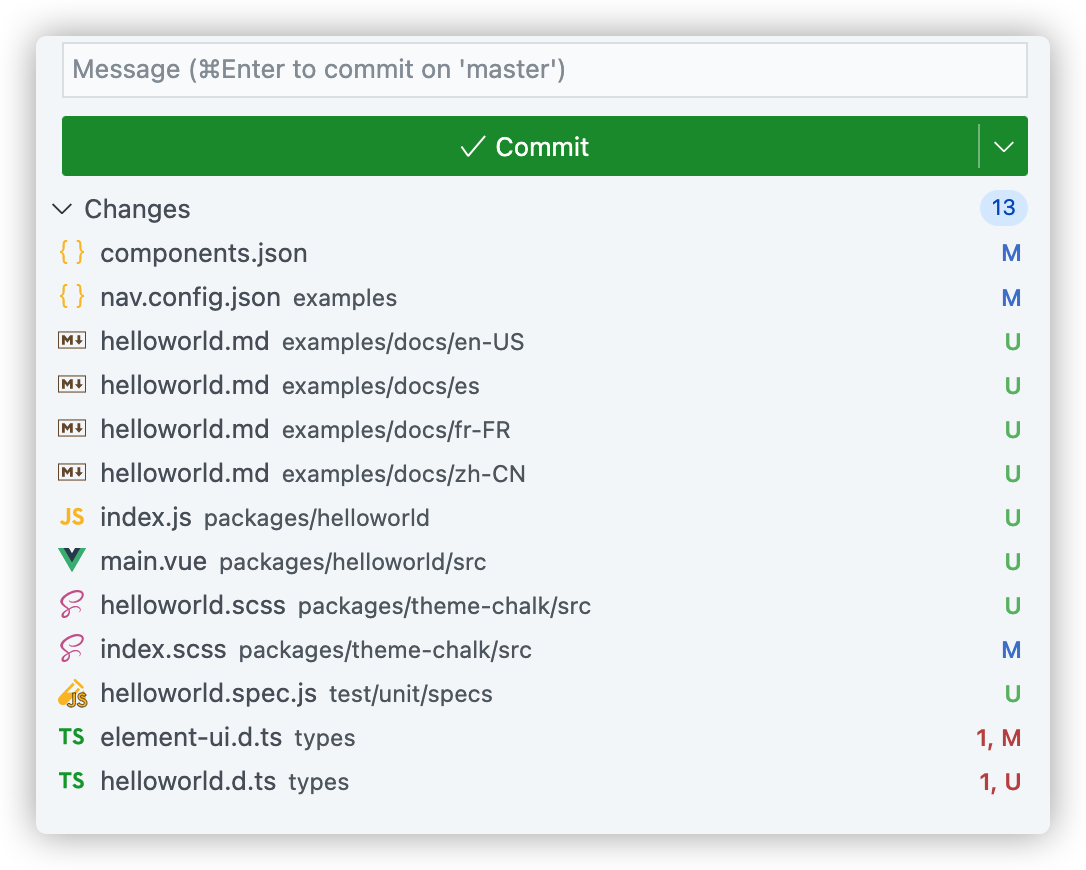 Message (⌘Enter to commit on 'master')
Commit
Changes 13
{ } components.json M
{ } nav.config.json examples M
M↓ helloworld.md examples/docs/en-US U
M↓ helloworld.md examples/docs/es U
M↓ helloworld.md examples/docs/fr-FR U
M↓ helloworld.md examples/docs/zh-CN U
JS index.js packages/helloworld U
main.vue packages/helloworld/src U
helloworld.scss packages/theme-chalk/src U
index.scss packages/theme-chalk/src M
JS helloworld.spec.js test/unit/specs U
TS element-ui.d.ts types 1, M
TS helloworld.d.ts types 1, U